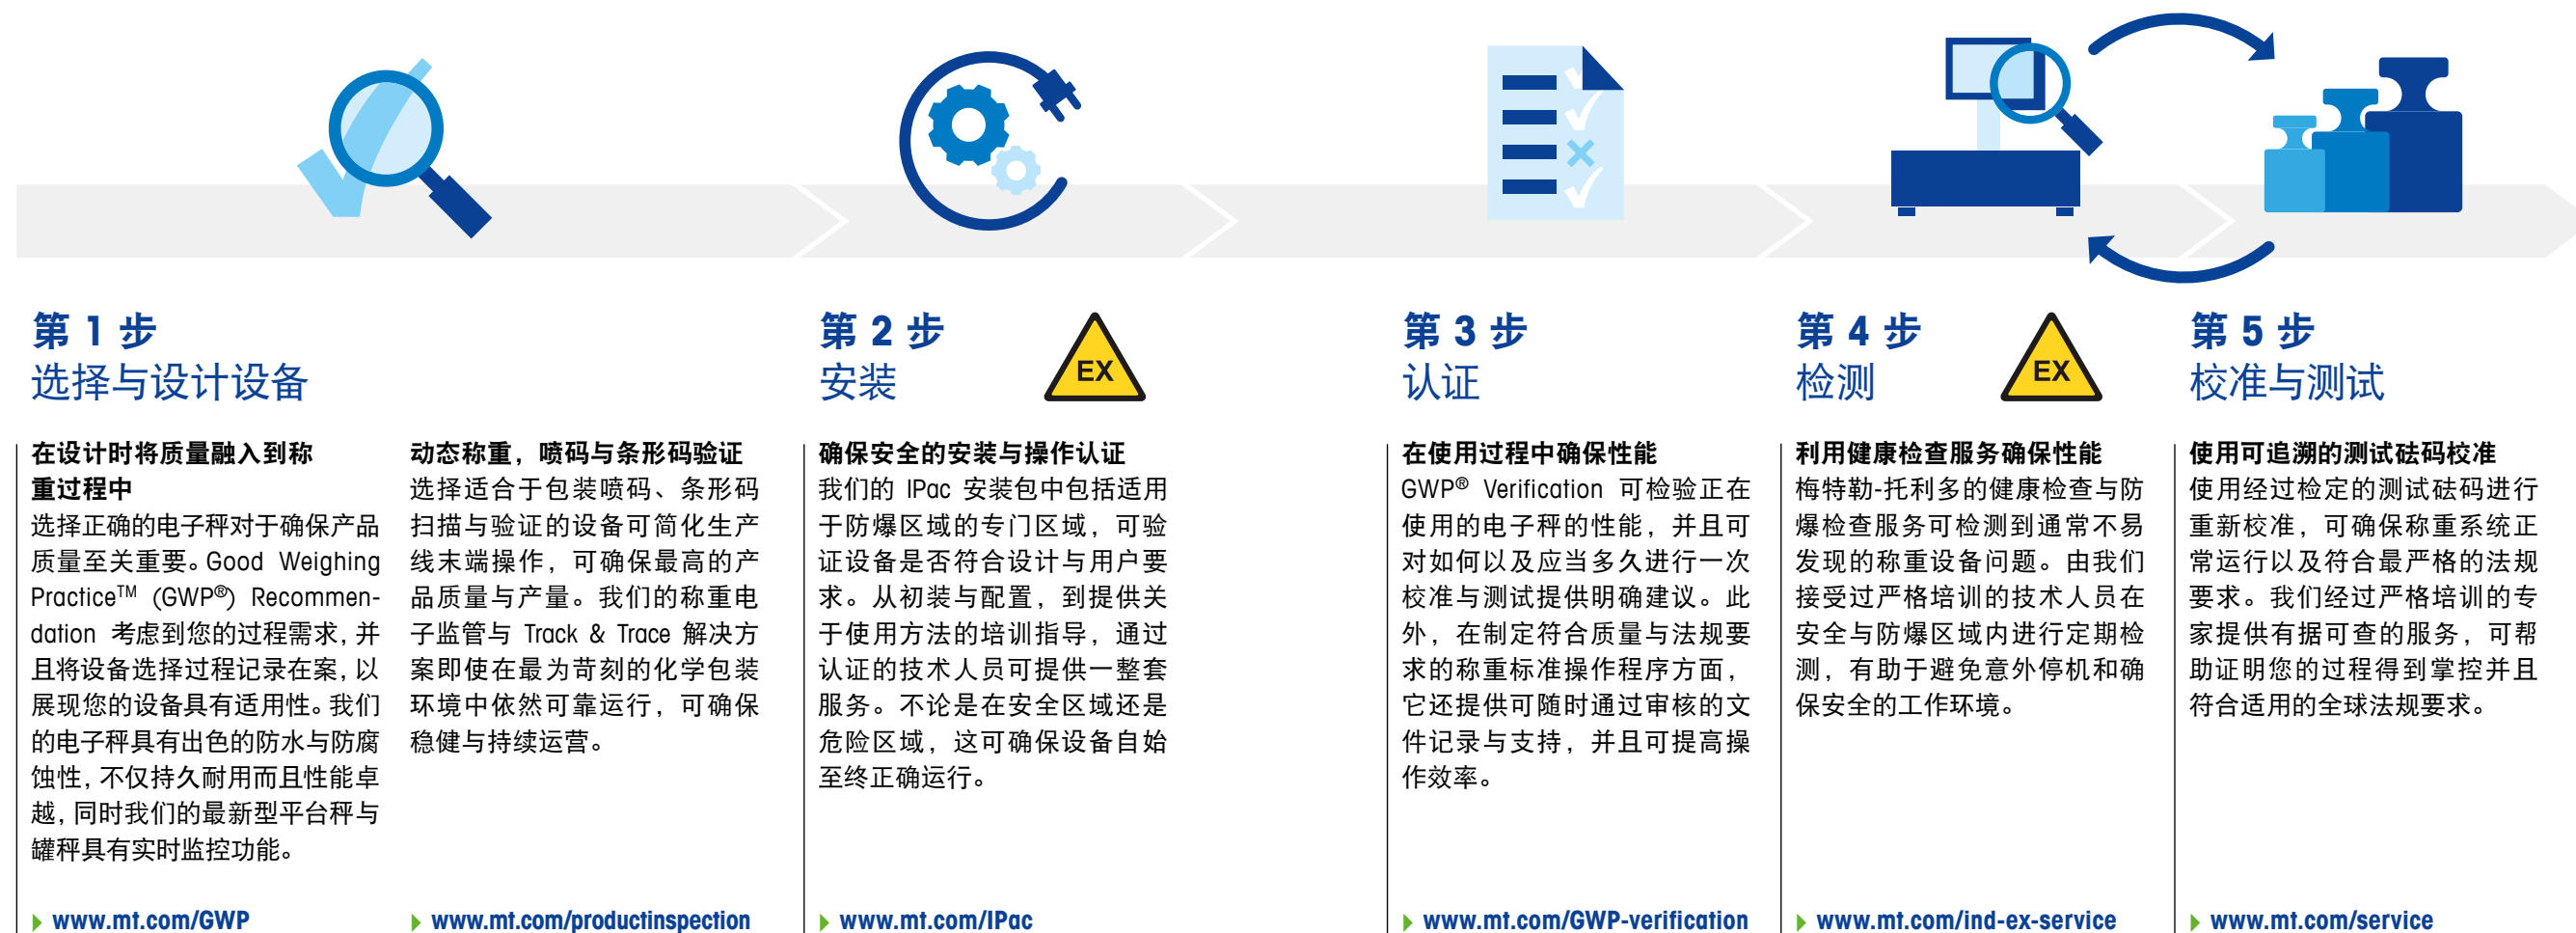 第 1 步
选择与设计设备
在设计时将质量融入到称
重过程中
选择正确的电子秤对于确保产品
质量至关重要。Good Weighing
Practice™ (GWP®) Recommen-
dation 考虑到您的过程需求，并
且将设备选择过程记录在案，以
展现您的设备具有适用性。我们
的电子秤具有出色的防水与防腐
蚀性，不仅持久耐用而且性能卓
越，同时我们的最新型平台秤与
罐秤具有实时监控功能。
www.mt.com/GWP
动态称重，喷码与条形码验证
选择适合于包装喷码、条形码
扫描与验证的设备可简化生产
线末端操作，可确保最高的产
品质量与产量。我们的称重电
子监管与 Track & Trace 解决方
案即使在最为苛刻的化学包装
环境中依然可靠运行，可确保
稳健与持续运营。
www.mt.com/productinspection
第 2 步
安装
EX
确保安全的安装与操作认证
我们的 IPac 安装包中包括适用
于防爆区域的专门区域，可验
证设备是否符合设计与用户要
求。从初装与配置，到提供关
于使用方法的培训指导，通过
认证的技术人员可提供一整套
服务。不论是在安全区域还是
危险区域，这可确保设备自始
至终正确运行。
www.mt.com/IPac
第 3 步
认证
在使用过程中确保性能
GWP® Verification 可检验正在
使用的电子秤的性能，并且可
对如何以及应当多久进行一次
校准与测试提供明确建议。此
外，在制定符合质量与法规要
求的称重标准操作程序方面，
它还提供可随时通过审核的文
件记录与支持，并且可提高操
作效率。
www.mt.com/GWP-verification
第 4 步
检测
EX
利用健康检查服务确保性能
梅特勒-托利多的健康检查与防
爆检查服务可检测到通常不易
发现的称重设备问题。由我们
接受过严格培训的技术人员在
安全与防爆区域内进行定期检
测，有助于避免意外停机和确
保安全的工作环境。
www.mt.com/ind-ex-service
第 5 步
校准与测试
使用可追溯的测试砝码校准
使用经过检定的测试砝码进行
重新校准，可确保称重系统正
常运行以及符合最严格的法规
要求。我们经过严格培训的专
家提供有据可查的服务，可帮
助证明您的过程得到掌控并且
符合适用的全球法规要求。
www.mt.com/service